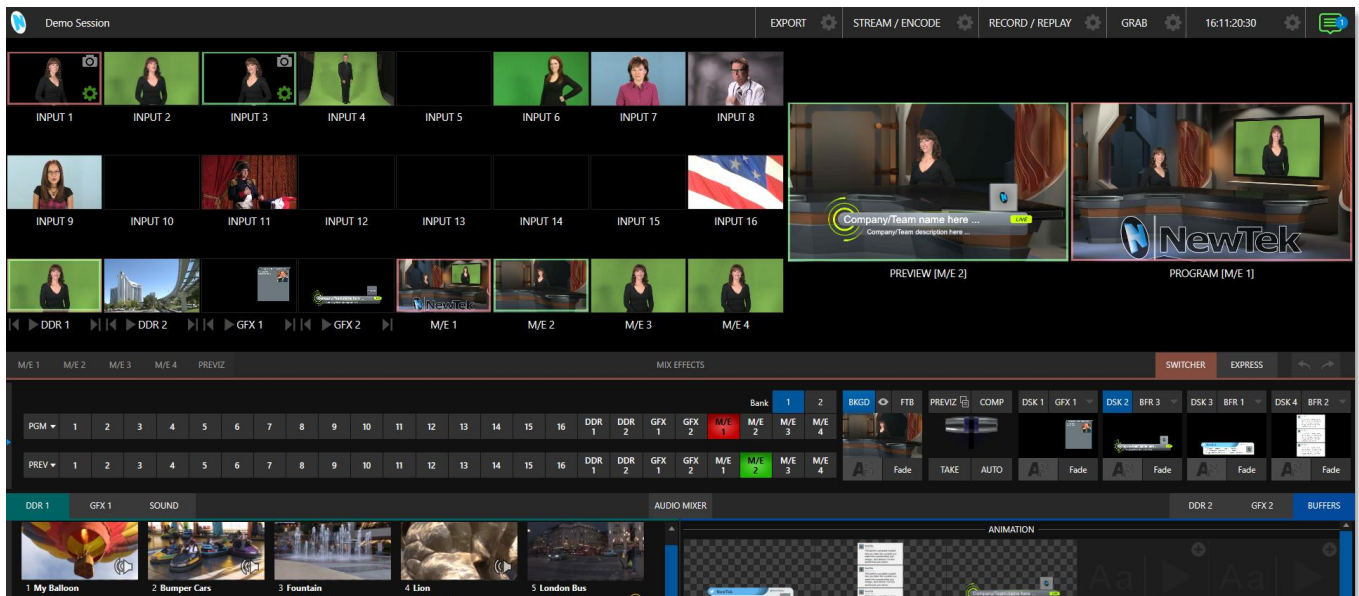 Demo Session EXPORT STREAM / ENCODE RECORD / REPLAY GRAB 16:11:20:30 1
INPUT 1 INPUT 2 INPUT 3 INPUT 4 INPUT 5 INPUT 6 INPUT 7 INPUT 8
INPUT 9 INPUT 10 INPUT 11 INPUT 12 INPUT 13 INPUT 14 INPUT 15 INPUT 16
Company/Team name here ... LIVE
Company/Team description here ...
NewTek
PREVIEW [M/E 2] PROGRAM [M/E 1]
NewTek
DDR 1 DDR 2 GFX 1 GFX 2 M/E 1 M/E 2 M/E 3 M/E 4
M/E 1 M/E 2 M/E 3 M/E 4 PREVIZ MIX EFFECTS SWITCHER EXPRESS
Bank 1 2 BKGD FTB PREVIZ COMP DSK 1 GFX 1 DSK 2 BFR 3 DSK 3 BFR 1 DSK 4 BFR 2
PGM 1 2 3 4 5 6 7 8 9 10 11 12 13 14 15 16 DDR 1 DDR 2 GFX 1 GFX 2 M/E 1 M/E 2 M/E 3 M/E 4
PREV 1 2 3 4 5 6 7 8 9 10 11 12 13 14 15 16 DDR 1 DDR 2 GFX 1 GFX 2 M/E 1 M/E 2 M/E 3 M/E 4
Fade TAKE AUTO Fade Fade Fade Fade
DDR 1 GFX 1 SOUND AUDIO MIXER DDR 2 GFX 2 BUFFERS
ANIMATION
NewTek
Company/Team name here ...
1 My Balloon 2 Bumper Cars 3 Fountain 4 Lion 5 London Bus